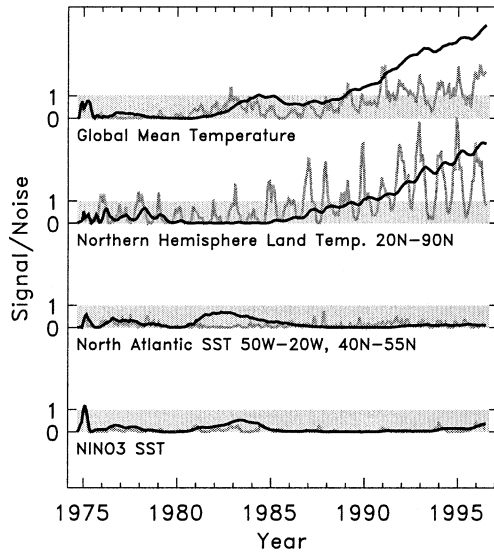 1
0
Global Mean Temperature
1
0
Northern Hemisphere Land Temp. 20N-90N
Signal/Noise
1
0
North Atlantic SST 50W-20W, 40N-55N
1
0
NINO3 SST
1975 1980 1985 1990 1995
Year